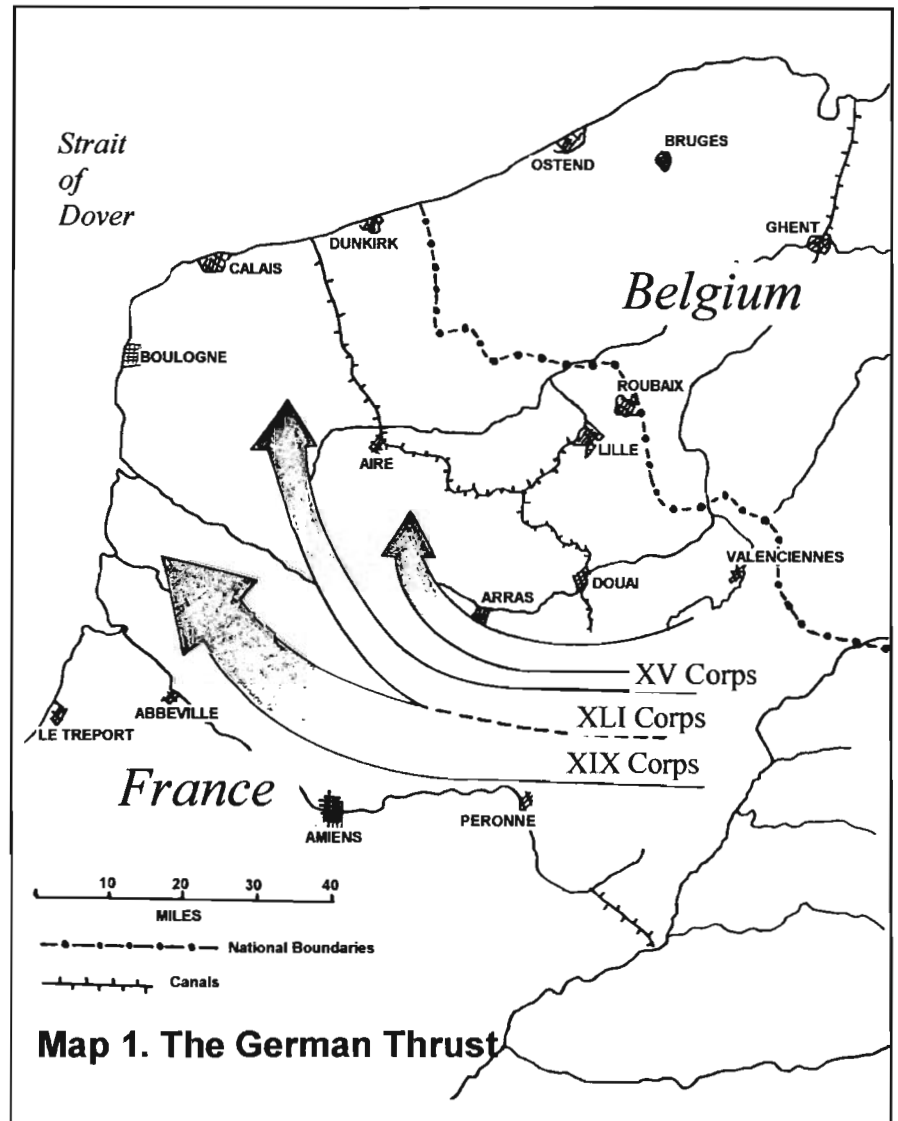 Strait
of
Dover
OSTEND
BRUGES
DUNKIRK
GHENT
CALAIS
Belgium
BOULOGNE
ROUBAIX
AIRE
LILLE
VALENCIENNES
DOUAI
ARRAS
XV Corps
XLI Corps
XIX Corps
ABBEVILLE
LE TREPORT
France
AMIENS
PERONNE
10 20 30 40
MILES
National Boundaries
Canals
Map 1. The German Thrust